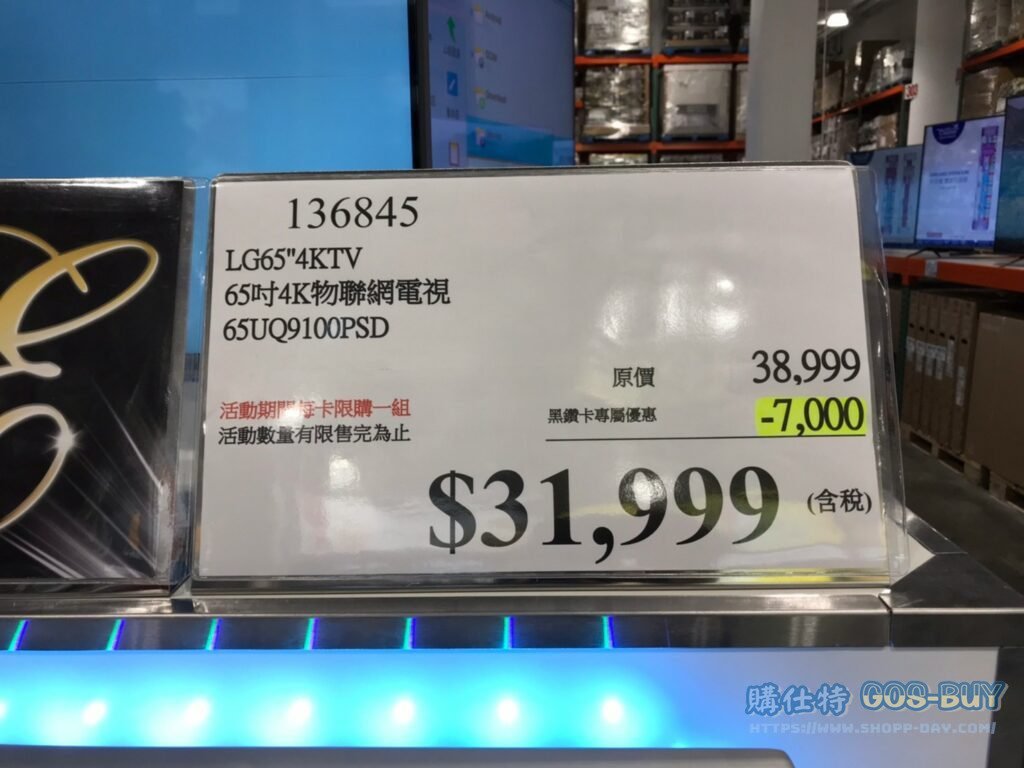 136845
LG65"4KTV
65吋4K物聯網電視
65UQ9100PSD
原價 38,999
活動期間每卡限購一組
黑鑽卡專屬優惠 -7,000
活動數量有限售完為止
$31,999 (含稅)
303
購仕特 GOS-BUY
HTTPS://WWW.SHOPP-DAY.COM/